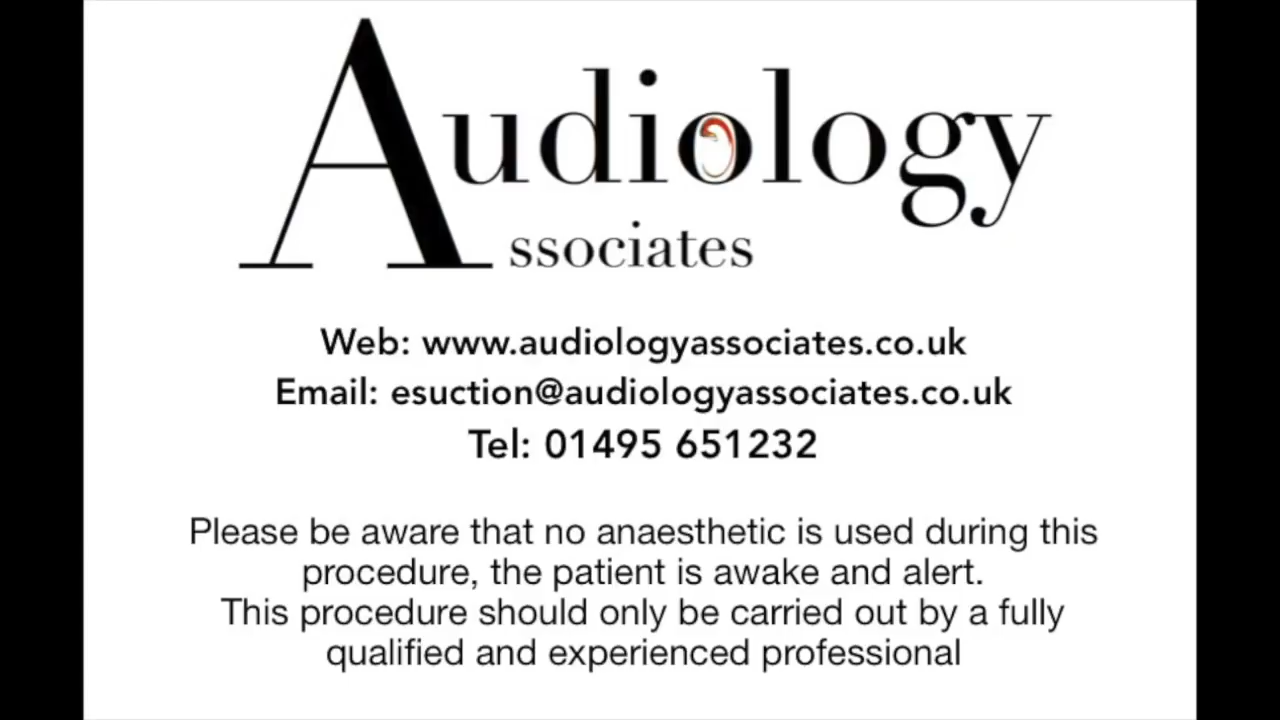 Audiology
ssociates
Web: www.audiologyassociates.co.uk
Email: esuction@audiologyassociates.co.uk
Tel: 01495 651232
Please be aware that no anaesthetic is used during this
procedure, the patient is awake and alert.
This procedure should only be carried out by a fully
qualified and experienced professional